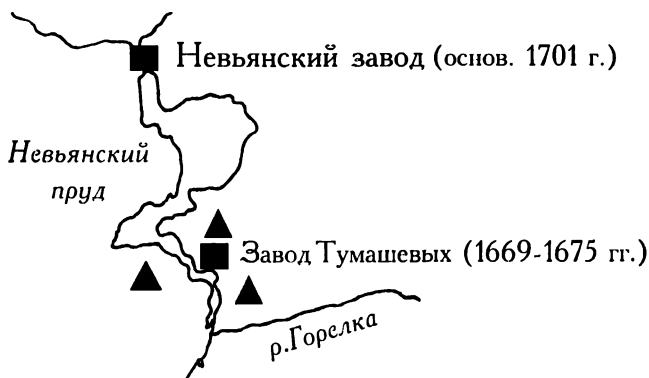 Невьянский завод (основ. 1701 г.)
Невьянский
пруд
Завод Тумашевых (1669-1675 гг.)
р.Горелка